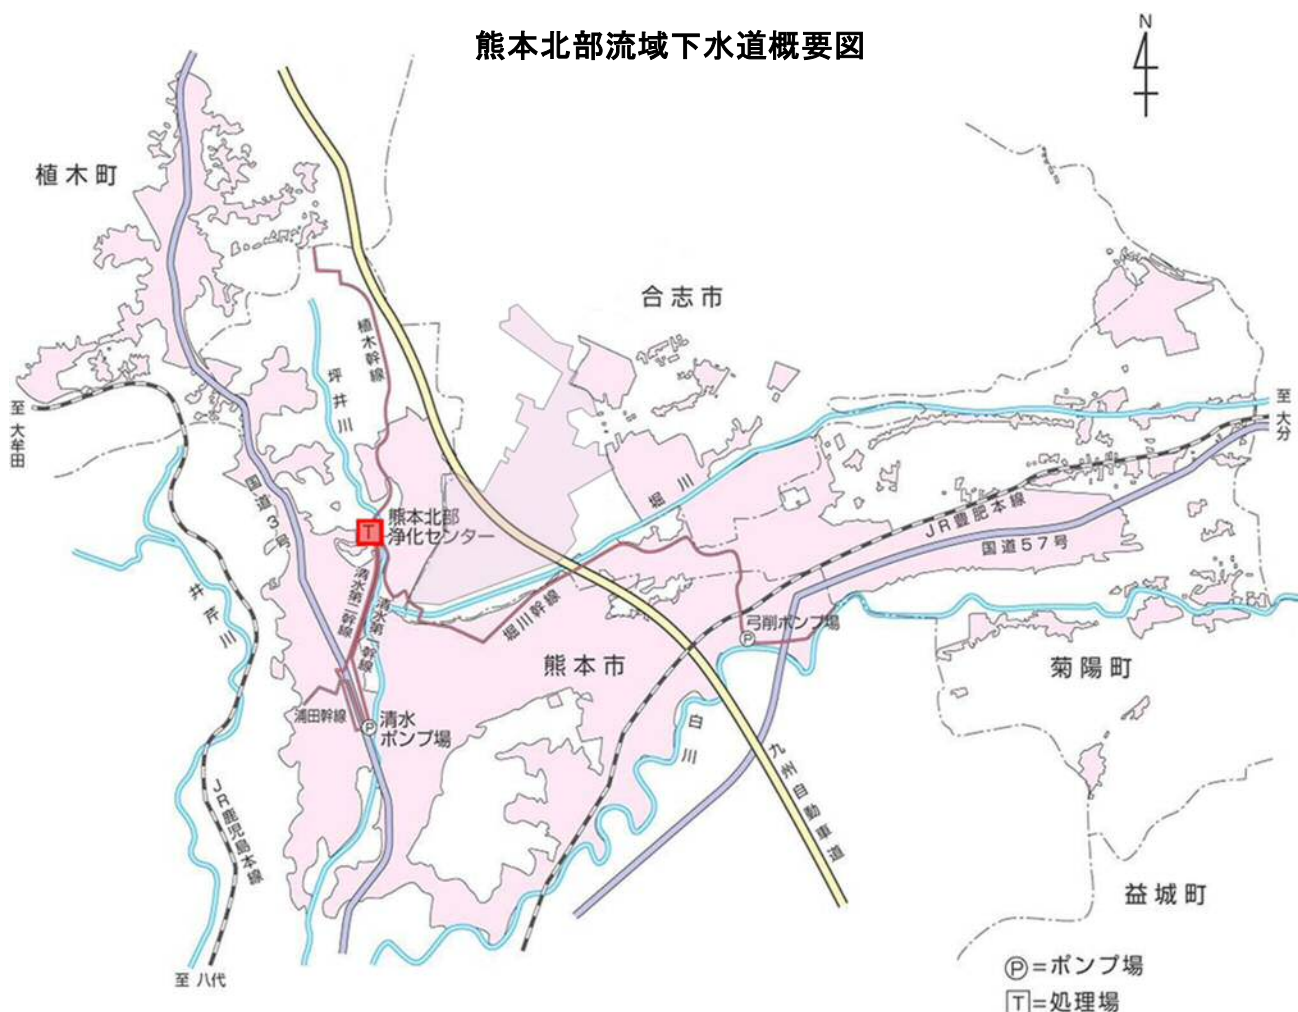 熊本北部流域下水道概要図
N
植木町
合志市
植木幹線
坪井川
至大牟田
至大分
国道3号
堀川
JR豊肥本線
国道57号
T
熊本北部
浄化センター
清水第二幹線
清水第一幹線
井芹川
堀川幹線
弓削ポンプ場
P
熊本市
菊陽町
浦田幹線
P
清水
ポンプ場
白川
九州自動車道
JR鹿児島本線
益城町
至 八代
P=ポンプ場
T=処理場